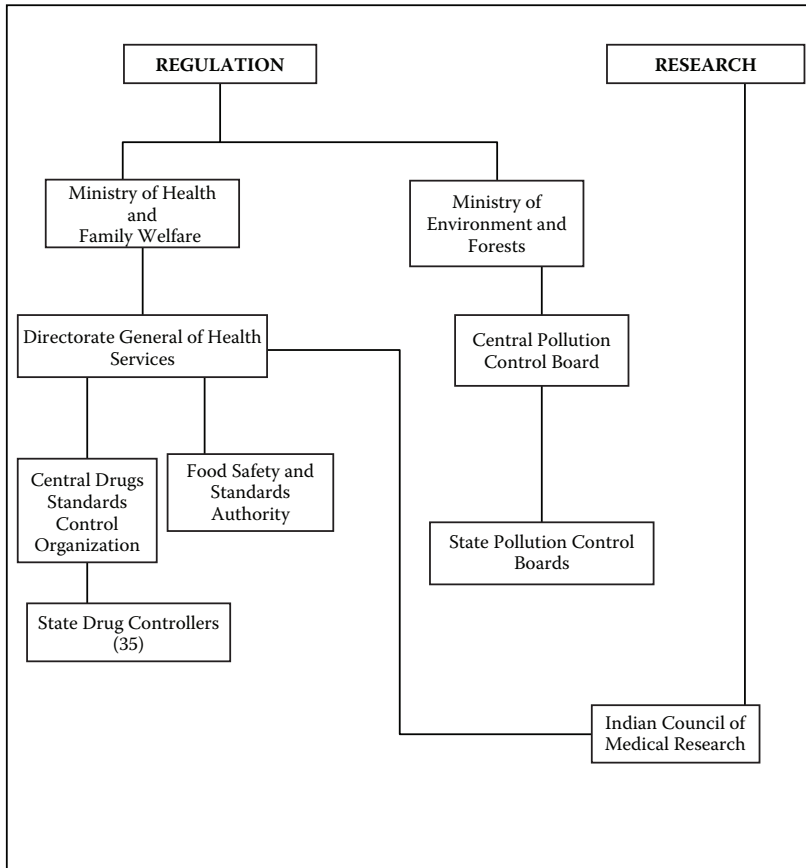 REGULATION
RESEARCH
Ministry of Health
and
Family Welfare
Ministry of
Environment and
Forests
Directorate General of Health
Services
Central Pollution
Control Board
Central Drugs
Standards
Control
Organization
Food Safety and
Standards
Authority
State Pollution Control
Boards
State Drug Controllers
(35)
Indian Council of
Medical Research